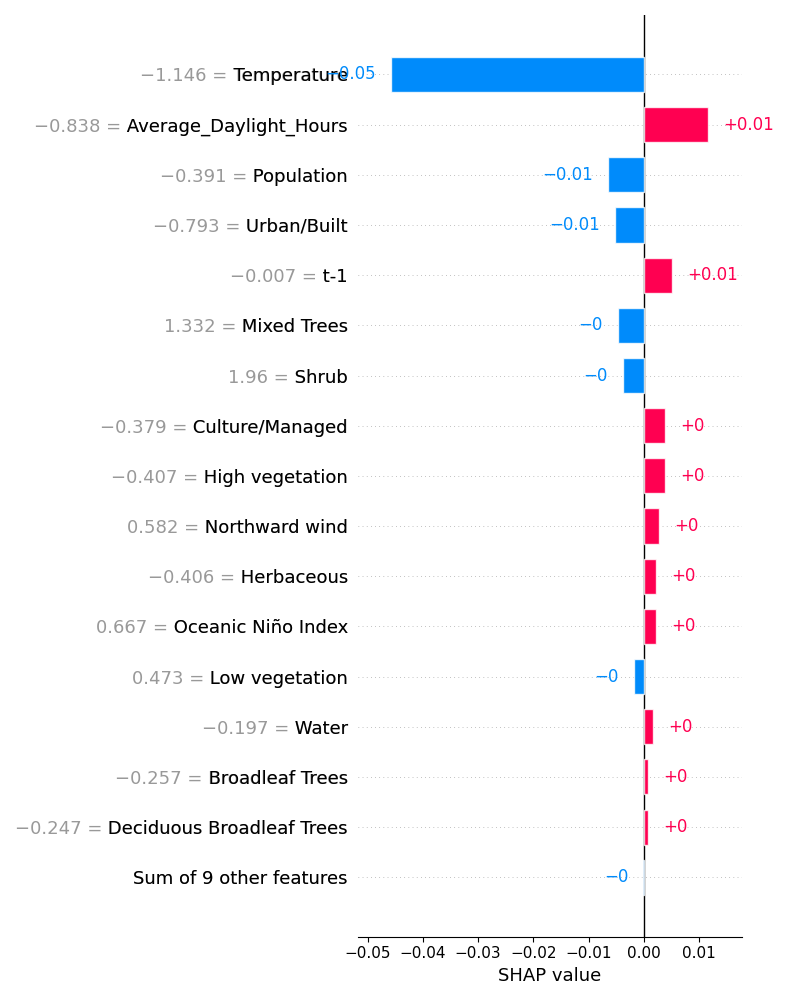 −1.146 = Temperature −0.05
−0.838 = Average_Daylight_Hours +0.01
−0.391 = Population −0.01
−0.793 = Urban/Built −0.01
−0.007 = t-1 +0.01
1.332 = Mixed Trees −0
1.96 = Shrub −0
−0.379 = Culture/Managed +0
−0.407 = High vegetation +0
0.582 = Northward wind +0
−0.406 = Herbaceous +0
0.667 = Oceanic Niño Index +0
0.473 = Low vegetation −0
−0.197 = Water +0
−0.257 = Broadleaf Trees +0
−0.247 = Deciduous Broadleaf Trees +0
Sum of 9 other features −0
−0.05 −0.04 −0.03 −0.02 −0.01 −0.01 0.00 0.01
SHAP value